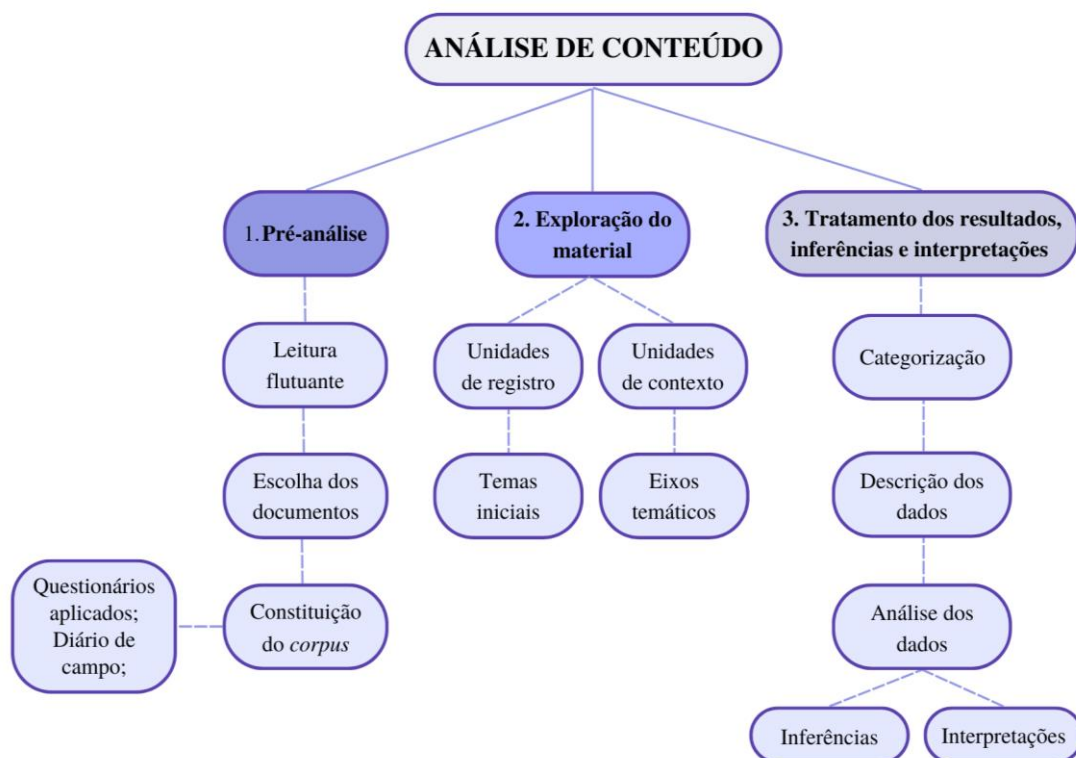 ANÁLISE DE CONTEÚDO
1. Pré-análise
2. Exploração do
material
3. Tratamento dos resultados,
inferências e interpretações
Leitura
flutuante
Unidades
de registro
Unidades
de contexto
Categorização
Escolha dos
documentos
Temas
iniciais
Eixos
temáticos
Descrição dos
dados
Questionários
aplicados;
Diário de
campo;
Constituição
do corpus
Análise dos
dados
Inferências
Interpretações